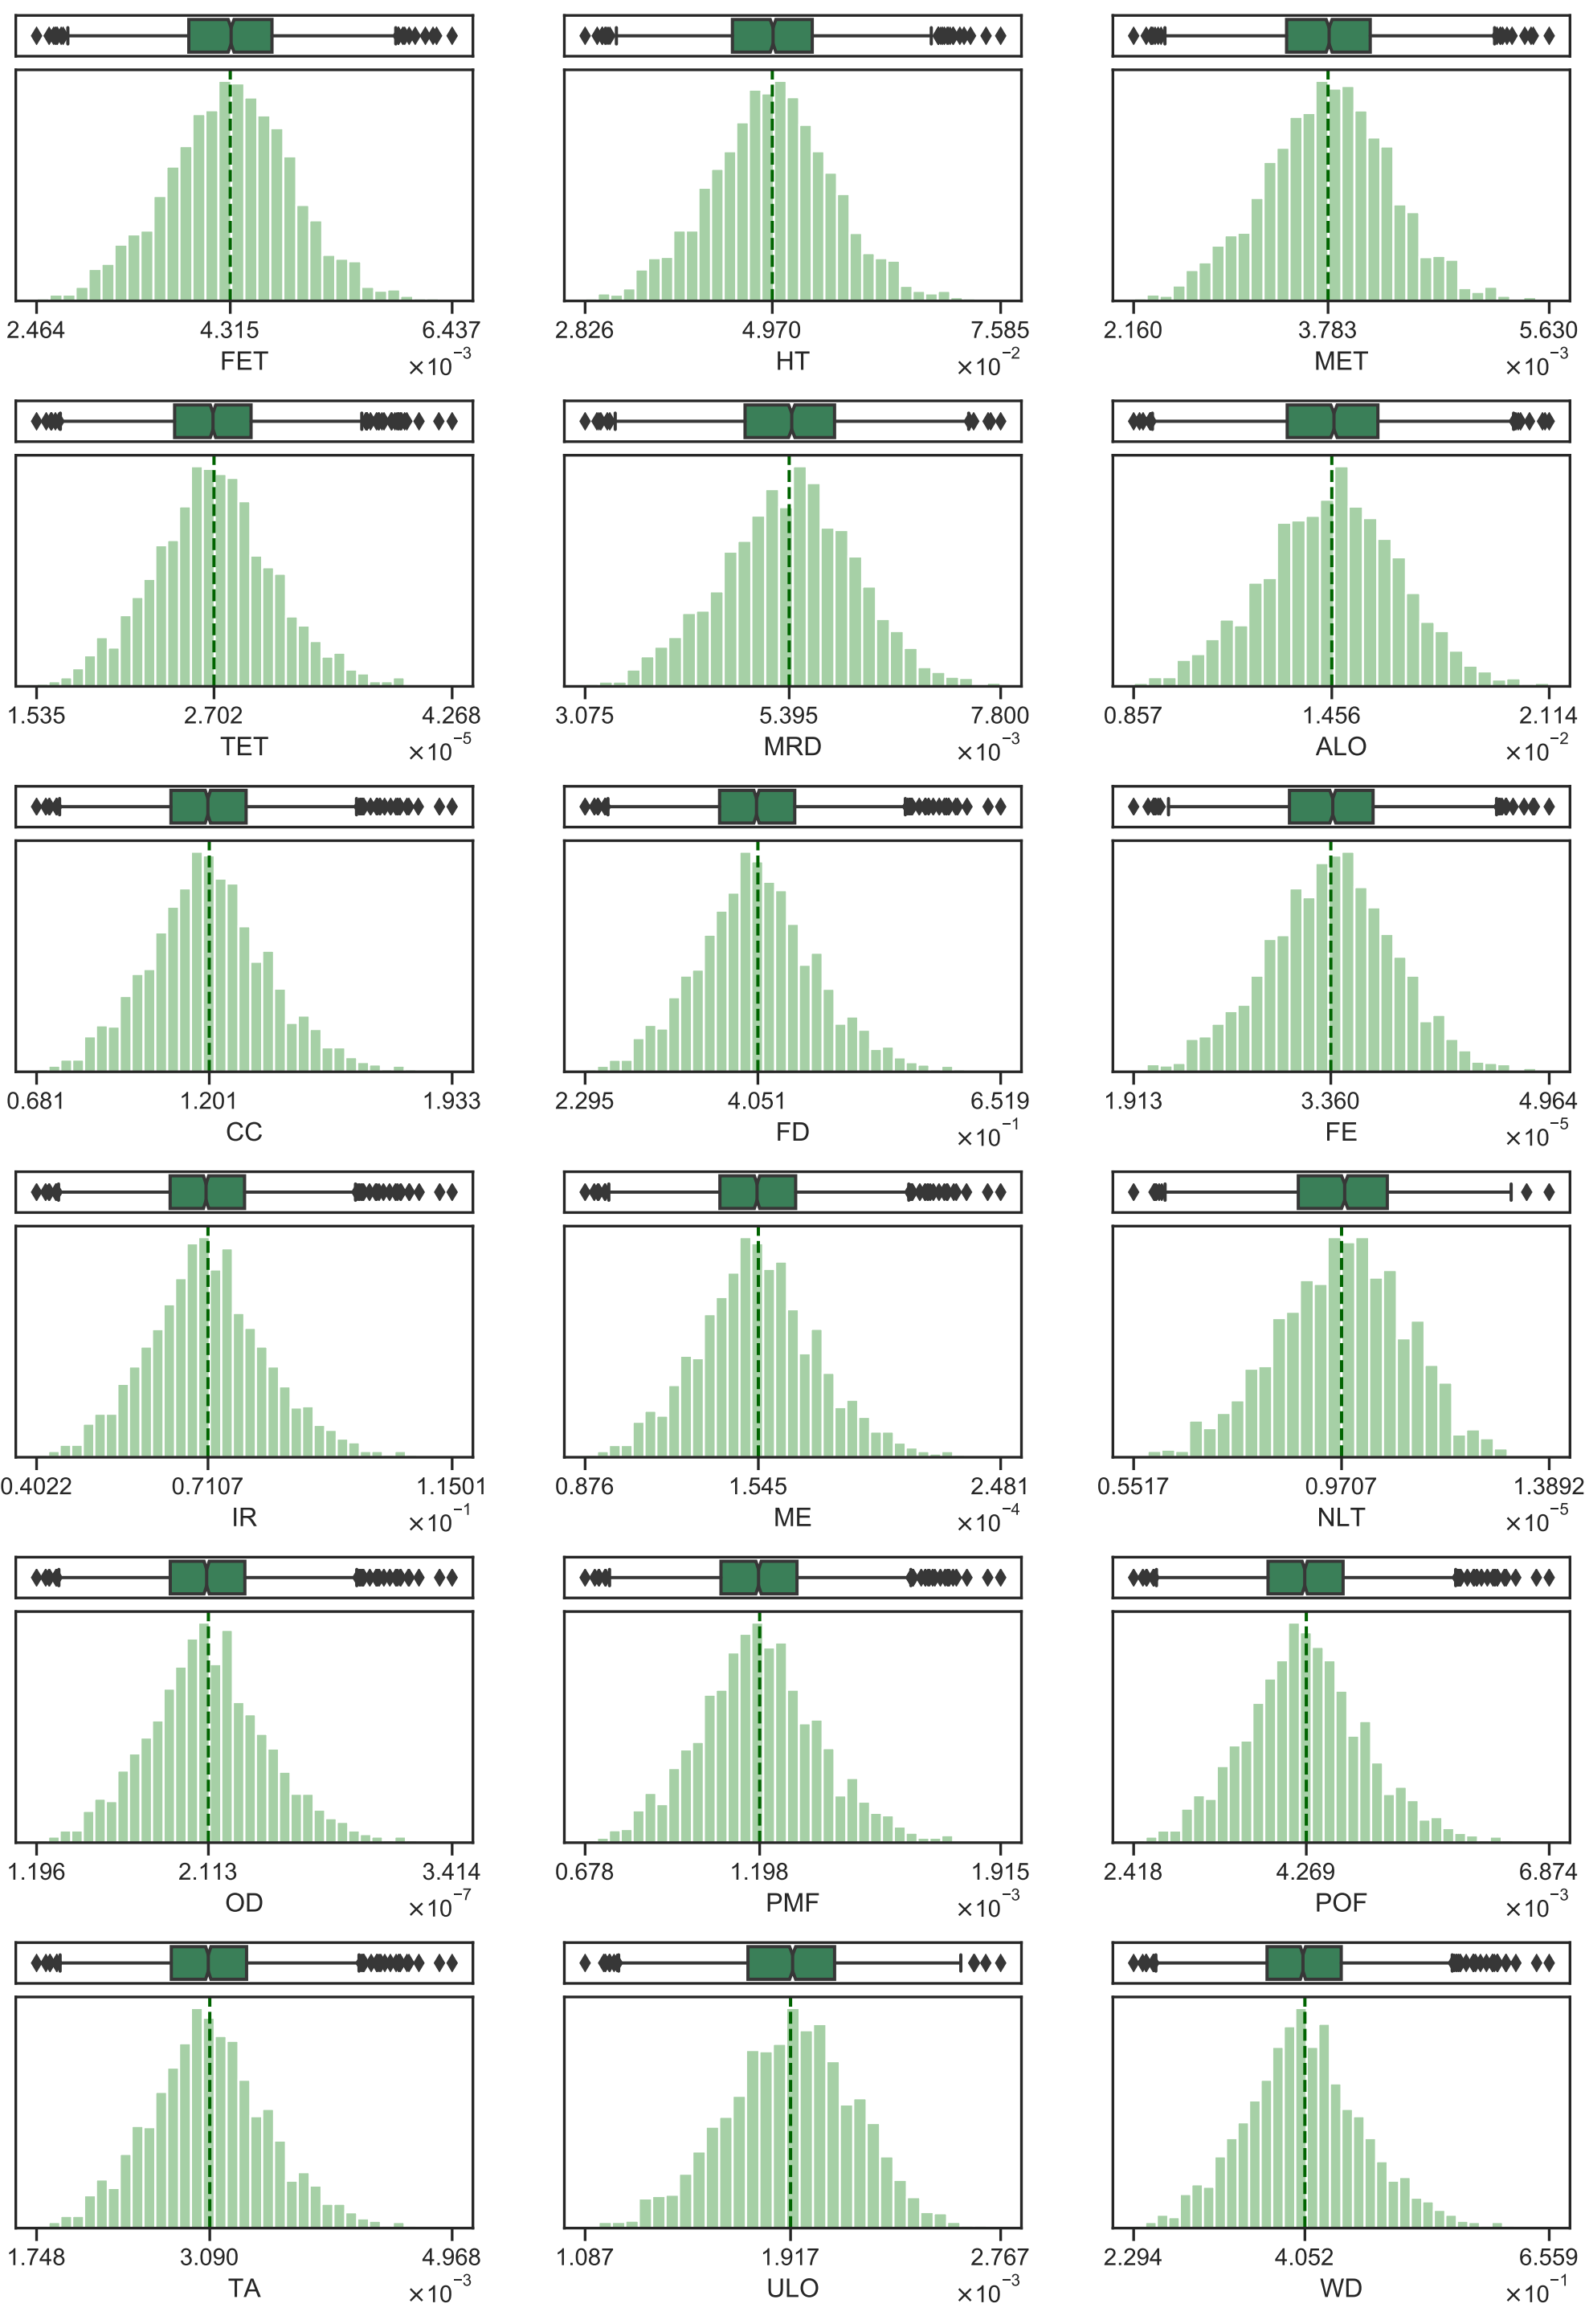 2.464 4.315 6.437
×10⁻³
FET
2.826 4.970 7.585
×10⁻²
HT
2.160 3.783 5.630
×10⁻³
MET
1.535 2.702 4.268
×10⁻⁵
TET
3.075 5.395 7.800
×10⁻³
MRD
0.857 1.456 2.114
×10⁻²
ALO
0.681 1.201 1.933
CC
2.295 4.051 6.519
×10⁻¹
FD
1.913 3.360 4.964
×10⁻⁵
FE
0.4022 0.7107 1.1501
×10⁻¹
IR
0.876 1.545 2.481
×10⁻⁴
ME
0.5517 0.9707 1.3892
×10⁻⁵
NLT
1.196 2.113 3.414
×10⁻⁷
OD
0.678 1.198 1.915
×10⁻³
PMF
2.418 4.269 6.874
×10⁻³
POF
1.748 3.090 4.968
×10⁻³
TA
1.087 1.917 2.767
×10⁻³
ULO
2.294 4.052 6.559
×10⁻¹
WD